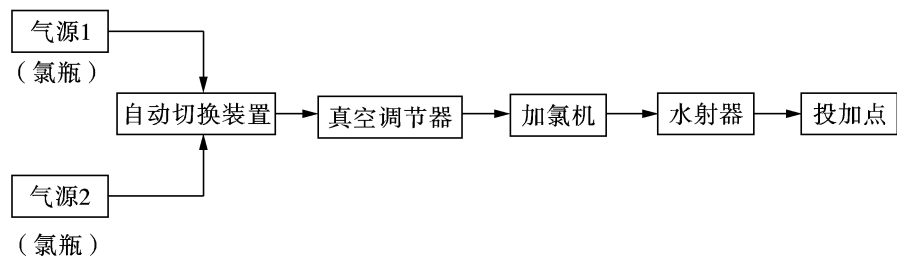 气源1
（氯瓶）
自动切换装置
真空调节器
加氯机
水射器
投加点
气源2
（氯瓶）